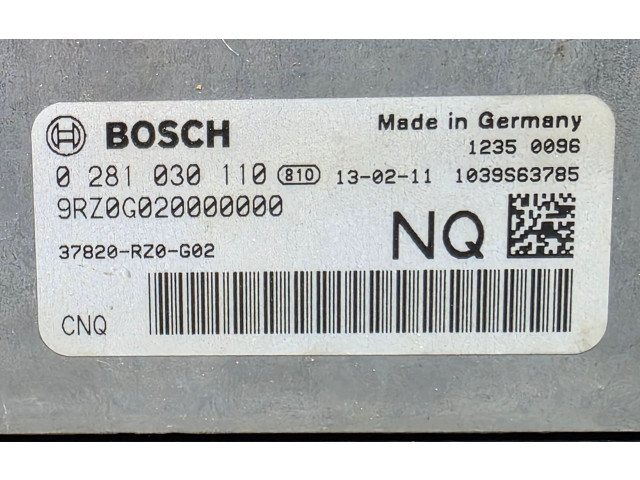 BOSCH Made in Germany
1235 0096
0 281 030 110 810 13-02-11 1039S63785
9RZ0G020000000
37820-RZ0-G02 NQ
CNQ